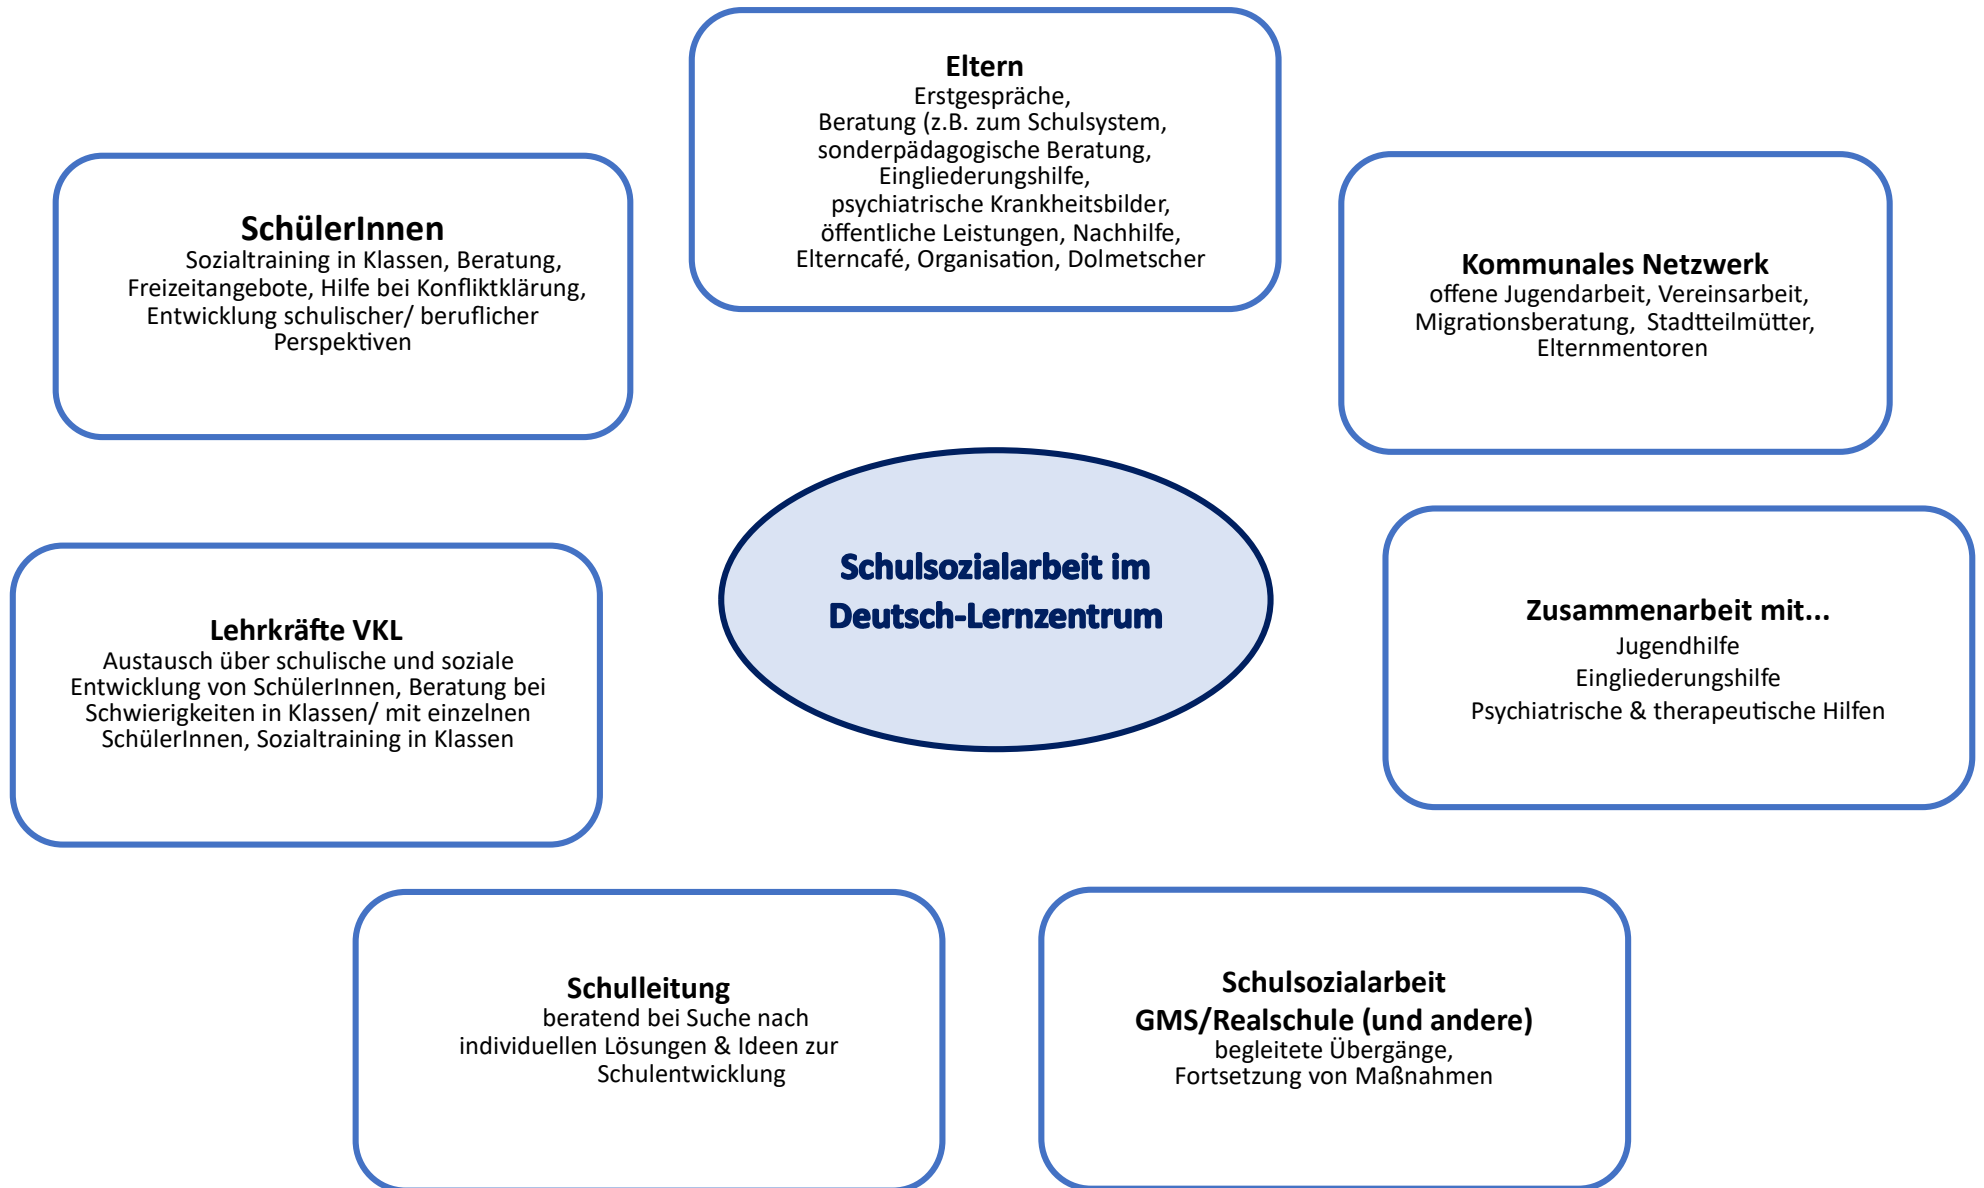 Eltern
Erstgespräche,
Beratung (z.B. zum Schulsystem,
sonderpädagogische Beratung,
Eingliederungshilfe,
psychiatrische Krankheitsbilder,
öffentliche Leistungen, Nachhilfe,
Elterncafé, Organisation, Dolmetscher
SchülerInnen
Sozialtraining in Klassen, Beratung,
Freizeitangebote, Hilfe bei Konfliktklärung,
Entwicklung schulischer/ beruflicher
Perspektiven
Kommunales Netzwerk
offene Jugendarbeit, Vereinsarbeit,
Migrationsberatung, Stadtteilmütter,
Elternmentoren
Schulsozialarbeit im
Deutsch-Lernzentrum
Lehrkräfte VKL
Austausch über schulische und soziale
Entwicklung von SchülerInnen, Beratung bei
Schwierigkeiten in Klassen/ mit einzelnen
SchülerInnen, Sozialtraining in Klassen
Zusammenarbeit mit...
Jugendhilfe
Eingliederungshilfe
Psychiatrische & therapeutische Hilfen
Schulleitung
beratend bei Suche nach
individuellen Lösungen & Ideen zur
Schulentwicklung
Schulsozialarbeit
GMS/Realschule (und andere)
begleitete Übergänge,
Fortsetzung von Maßnahmen